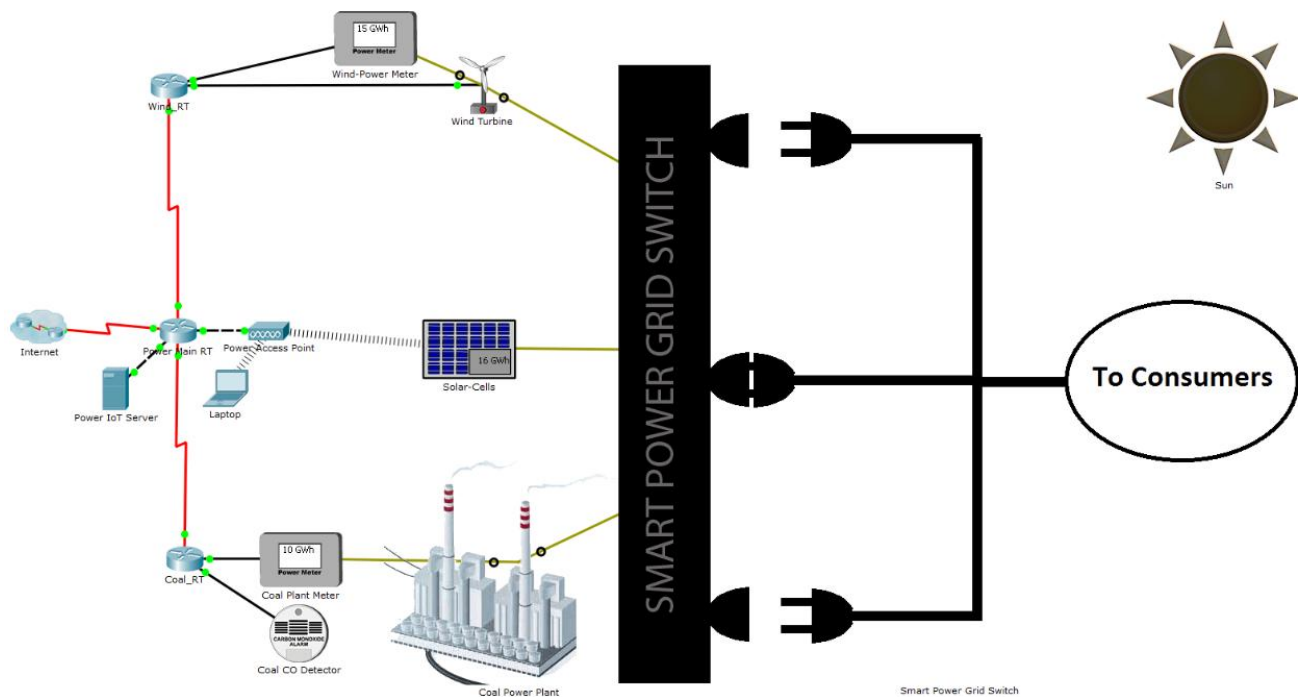 15 GWh
Power Meter
Wind-Power Meter
Wind_RT
Wind Turbine
Sun
SMART POWER GRID SWITCH
Internet
Power Main RT
Power Access Point
16 GWh
Solar-Cells
To Consumers
Power IoT Server
Laptop
10 GWh
Power Meter
Coal_RT
Coal Plant Meter
CARBON MONOXIDE
ALARM
Coal CO Detector
Coal Power Plant
Smart Power Grid Switch